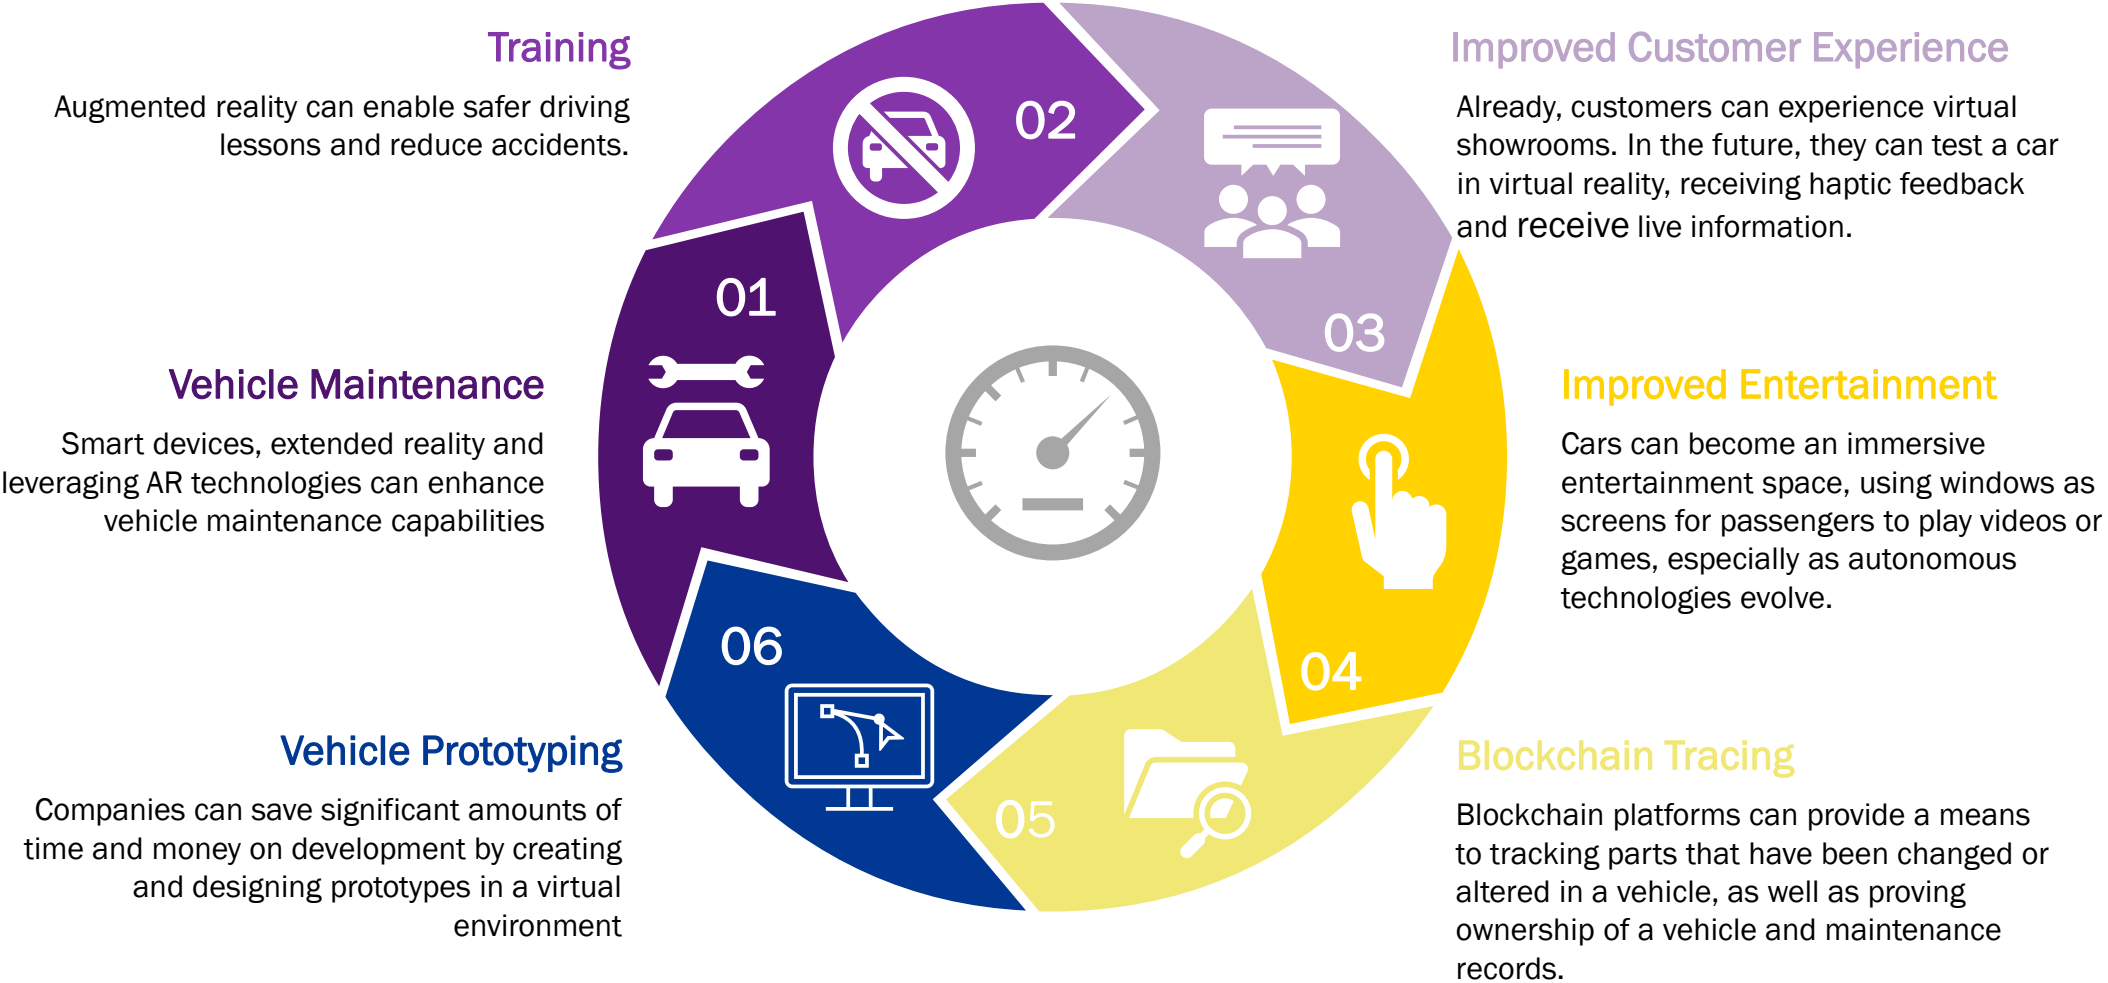 Training
Augmented reality can enable safer driving
lessons and reduce accidents.
02
Improved Customer Experience
Already, customers can experience virtual
showrooms. In the future, they can test a car
in virtual reality, receiving haptic feedback
and receive live information.
03
01
Vehicle Maintenance
Smart devices, extended reality and
leveraging AR technologies can enhance
vehicle maintenance capabilities
Improved Entertainment
Cars can become an immersive
entertainment space, using windows as
screens for passengers to play videos or
games, especially as autonomous
technologies evolve.
04
06
Vehicle Prototyping
Companies can save significant amounts of
time and money on development by creating
and designing prototypes in a virtual
environment
05
Blockchain Tracing
Blockchain platforms can provide a means
to tracking parts that have been changed or
altered in a vehicle, as well as proving
ownership of a vehicle and maintenance
records.